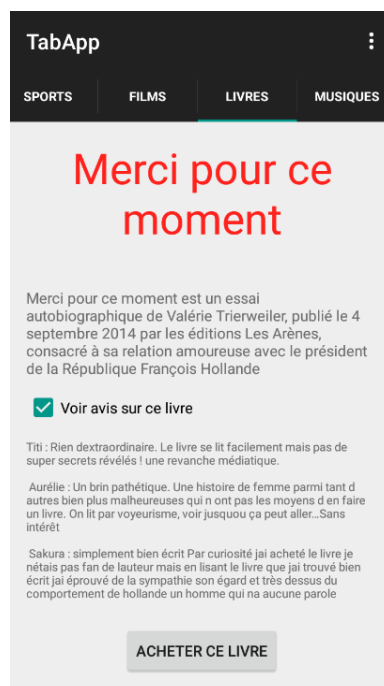 TabApp
SPORTS FILMS LIVRES MUSIQUES
Merci pour ce
moment
Merci pour ce moment est un essai
autobiographique de Valérie Trierweiler, publié le 4
septembre 2014 par les éditions Les Arènes,
consacré à sa relation amoureuse avec le président
de la République François Hollande
Voir avis sur ce livre
Titi : Rien dextraordinaire. Le livre se lit facilement mais pas de
super secrets révélés ! une revanche médiatique.
Aurélie : Un brin pathétique. Une histoire de femme parmi tant d
autres bien plus malheureuses qui n ont pas les moyens d en faire
un livre. On lit par voyeurisme, voir jusquou ça peut aller...Sans
intérêt
Sakura : simplement bien écrit Par curiosité jai acheté le livre je
nétais pas fan de lauteur mais en lisant le livre que jai trouvé bien
écrit jai éprouvé de la sympathie son égard et très dessus du
comportement de hollande un homme qui na aucune parole
ACHETER CE LIVRE